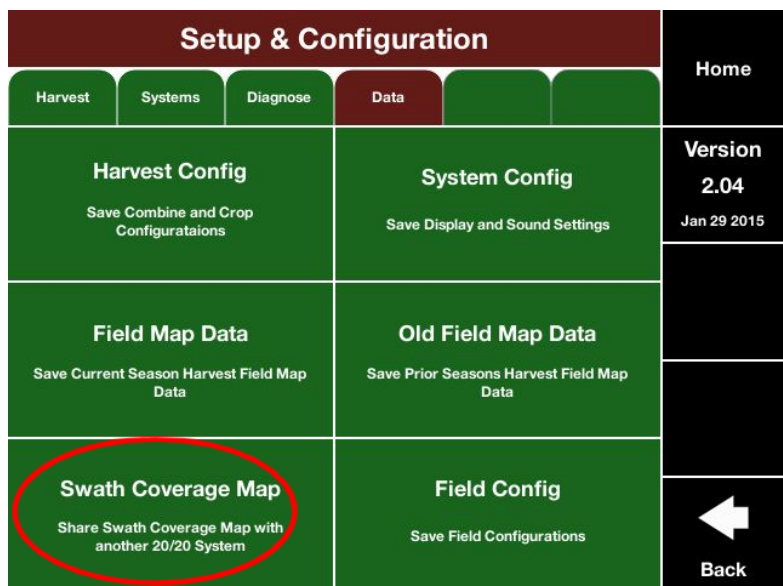 Setup & Configuration
Home
Harvest
Systems
Diagnose
Data
Harvest Config
Save Combine and Crop
Configurataions
System Config
Save Display and Sound Settings
Version
2.04
Jan 29 2015
Field Map Data
Save Current Season Harvest Field Map
Data
Old Field Map Data
Save Prior Seasons Harvest Field Map
Data
Swath Coverage Map
Share Swath Coverage Map with
another 20/20 System
Field Config
Save Field Configurations
Back